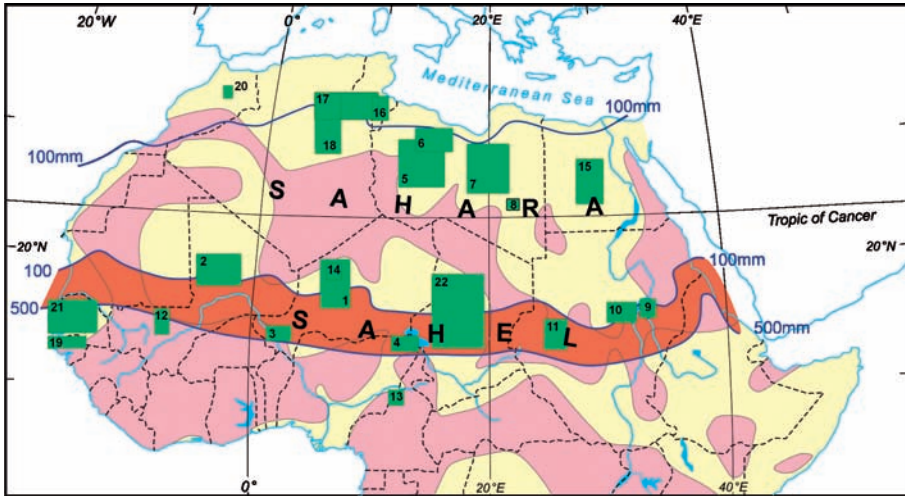 20° 0° 20°E 40°E
Mediterranean Sea
20
17
16
100mm
100mm
18
6
5
7
15
8
S A H A R A
Tropic of Cancer
20°N
20°N
2
14
22
100
100mm
1
500
21
12
3
S A H E L
4
11
10
9
500mm
19
13
0° 20°E 40°E